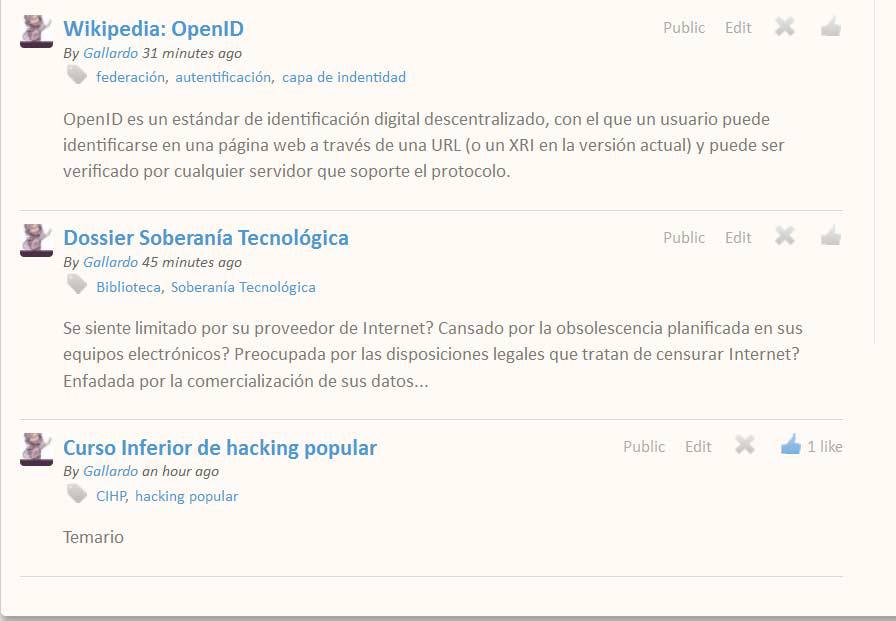 Wikipedia: OpenID Public Edit
By Gallardo 31 minutes ago
federación, autentificación, capa de indentidad
OpenID es un estándar de identificación digital descentralizado, con el que un usuario puede
identificarse en una página web a través de una URL (o un XRI en la versión actual) y puede ser
verificado por cualquier servidor que soporte el protocolo.
Dossier Soberanía Tecnológica Public Edit
By Gallardo 45 minutes ago
Biblioteca, Soberanía Tecnológica
Se siente limitado por su proveedor de Internet? Cansado por la obsolescencia planificada en sus
equipos electrónicos? Preocupada por las disposiciones legales que tratan de censurar Internet?
Enfadada por la comercialización de sus datos...
Curso Inferior de hacking popular Public Edit 1 like
By Gallardo an hour ago
CIHP, hacking popular
Temario